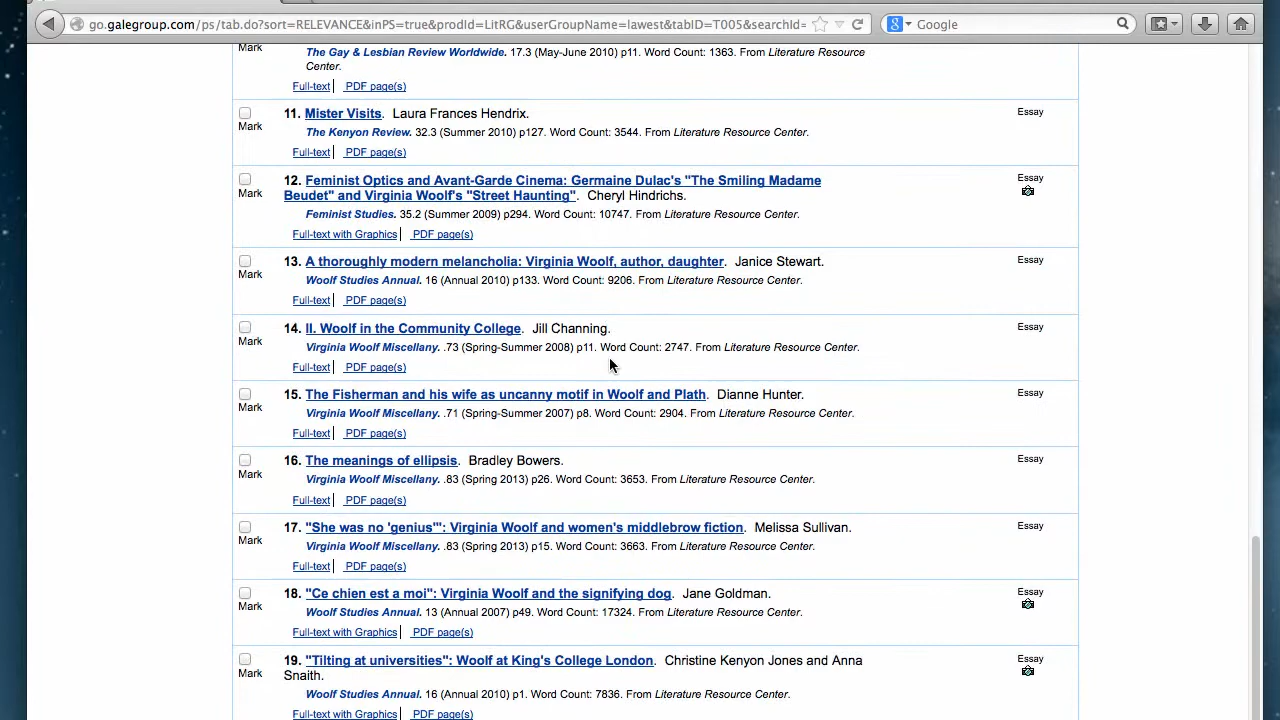 go.galegroup.com/ps/tab.do?sort=RELEVANCE&inPS=true&prodId=LitRG&userGroupName=lawest&tabID=T005&searchId=
Google
Mark
The Gay & Lesbian Review Worldwide. 17.3 (May-June 2010) p11. Word Count: 1363. From Literature Resource
Center.
Full-text | PDF page(s)
11. Mister Visits. Laura Frances Hendrix. Essay
Mark
The Kenyon Review. 32.3 (Summer 2010) p127. Word Count: 3544. From Literature Resource Center.
Full-text | PDF page(s)
12. Feminist Optics and Avant-Garde Cinema: Germaine Dulac's "The Smiling Madame Essay
Mark
Beudet" and Virginia Woolf's "Street Haunting". Cheryl Hindrichs.
Feminist Studies. 35.2 (Summer 2009) p294. Word Count: 10747. From Literature Resource Center.
Full-text with Graphics | PDF page(s)
13. A thoroughly modern melancholia: Virginia Woolf, author, daughter. Janice Stewart. Essay
Mark
Woolf Studies Annual. 16 (Annual 2010) p133. Word Count: 9206. From Literature Resource Center.
Full-text | PDF page(s)
14. II. Woolf in the Community College. Jill Channing. Essay
Mark
Virginia Woolf Miscellany. .73 (Spring-Summer 2008) p11. Word Count: 2747. From Literature Resource Center.
Full-text | PDF page(s)
15. The Fisherman and his wife as uncanny motif in Woolf and Plath. Dianne Hunter. Essay
Mark
Virginia Woolf Miscellany. .71 (Spring-Summer 2007) p8. Word Count: 2904. From Literature Resource Center.
Full-text | PDF page(s)
16. The meanings of ellipsis. Bradley Bowers. Essay
Mark
Virginia Woolf Miscellany. .83 (Spring 2013) p26. Word Count: 3653. From Literature Resource Center.
Full-text | PDF page(s)
17. "She was no 'genius'": Virginia Woolf and women's middlebrow fiction. Melissa Sullivan. Essay
Mark
Virginia Woolf Miscellany. .83 (Spring 2013) p15. Word Count: 3663. From Literature Resource Center.
Full-text | PDF page(s)
18. "Ce chien est a moi": Virginia Woolf and the signifying dog. Jane Goldman. Essay
Mark
Woolf Studies Annual. 13 (Annual 2007) p49. Word Count: 17324. From Literature Resource Center.
Full-text with Graphics | PDF page(s)
19. "Tilting at universities": Woolf at King's College London. Christine Kenyon Jones and Anna Essay
Mark
Snaith.
Woolf Studies Annual. 16 (Annual 2010) p1. Word Count: 7836. From Literature Resource Center.
Full-text with Graphics | PDF page(s)